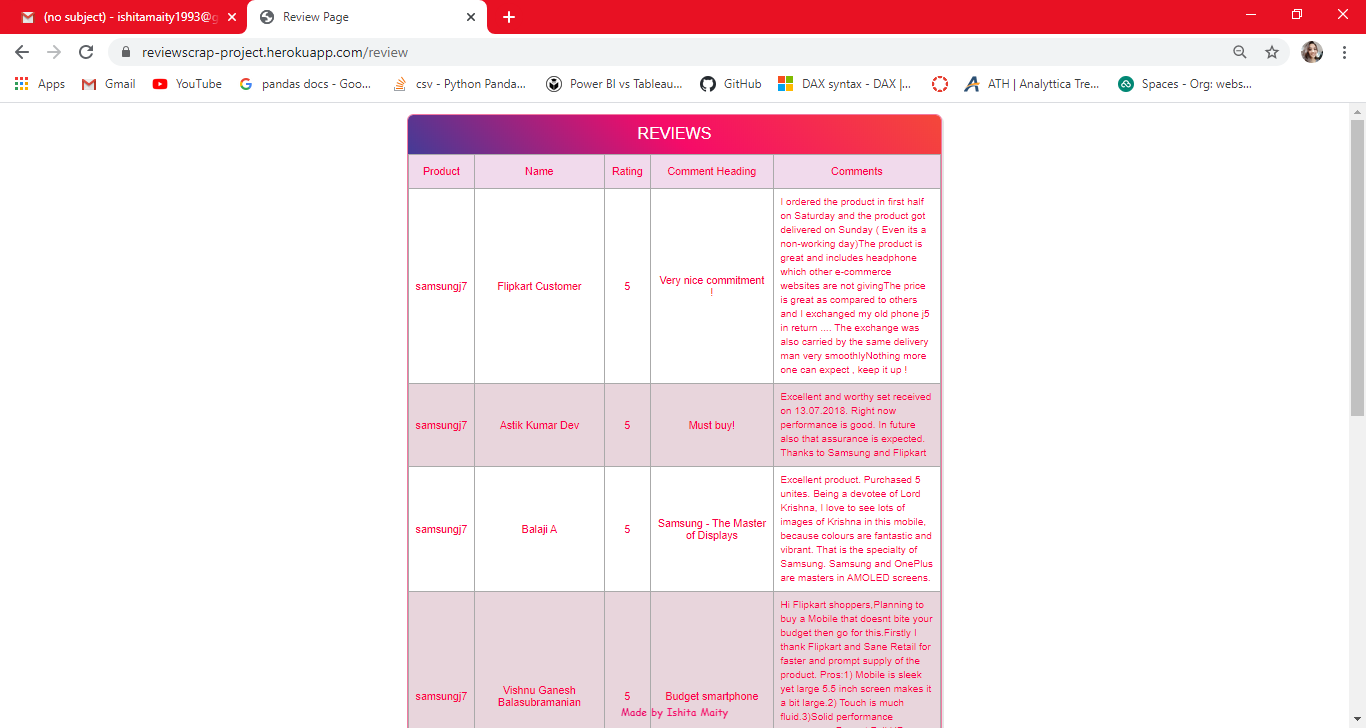 (no subject) - ishitamaity1993@g
Review Page
reviewscrap-project.herokuapp.com/review
Apps
Gmail
YouTube
pandas docs - Goo...
csv - Python Panda...
Power BI vs Tableau...
GitHub
DAX syntax - DAX |...
ATH | Analyttica Tre...
Spaces - Org: webs...
REVIEWS
Product
Name
Rating
Comment Heading
Comments
samsungj7
Flipkart Customer
5
Very nice commitment
!
I ordered the product in first half
on Saturday and the product got
delivered on Sunday ( Even its a
non-working day)The product is
great and includes headphone
which other e-commerce
websites are not givingThe price
is great as compared to others
and I exchanged my old phone j5
in return .... The exchange was
also carried by the same delivery
man very smoothlyNothing more
one can expect , keep it up !
samsungj7
Astik Kumar Dev
5
Must buy!
Excellent and worthy set received
on 13.07.2018. Right now
performance is good. In future
also that assurance is expected.
Thanks to Samsung and Flipkart
samsungj7
Balaji A
5
Samsung - The Master
of Displays
Excellent product. Purchased 5
unites. Being a devotee of Lord
Krishna, I love to see lots of
images of Krishna in this mobile,
because colours are fantastic and
vibrant. That is the specialty of
Samsung. Samsung and OnePlus
are masters in AMOLED screens.
samsungj7
Vishnu Ganesh
Balasubramanian
5
Budget smartphone
Hi Flipkart shoppers,Planning to
buy a Mobile that doesnt bite your
budget then go for this.Firstly I
thank Flipkart and Sane Retail for
faster and prompt supply of the
product. Pros:1) Mobile is sleek
yet large 5.5 inch screen makes it
a bit large.2) Touch is much
fluid.3)Solid performance
Made by Ishita Maity